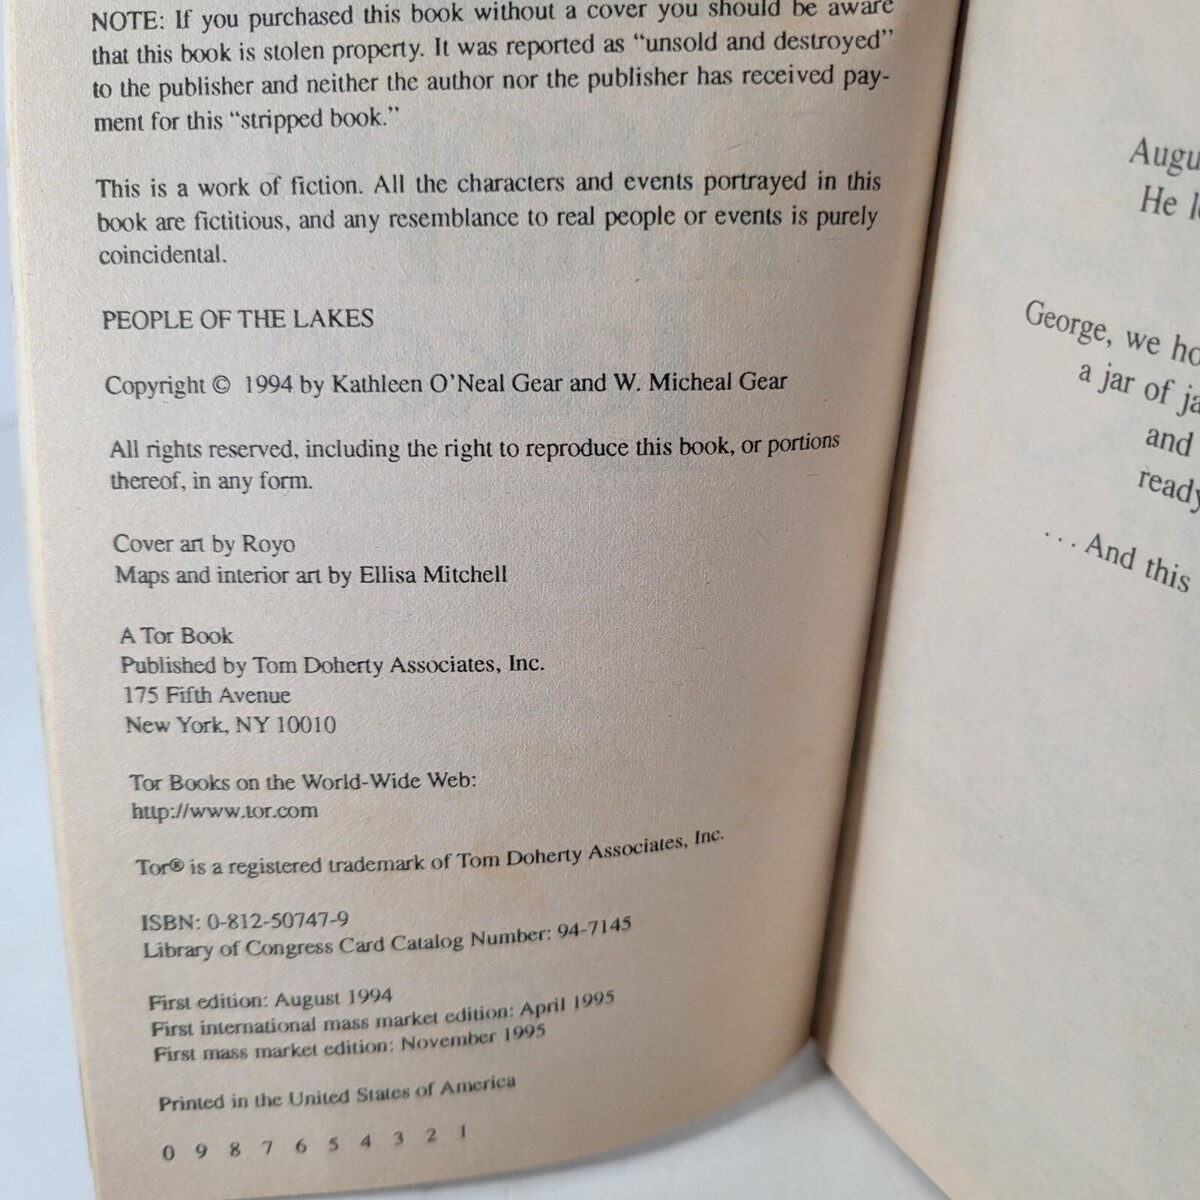 NOTE: If you purchased this book without a cover you should be aware
that this book is stolen property. It was reported as “unsold and destroyed”
to the publisher and neither the author nor the publisher has received pay-
ment for this “stripped book.”
This is a work of fiction. All the characters and events portrayed in this
book are fictitious, and any resemblance to real people or events is purely
coincidental.
PEOPLE OF THE LAKES
Copyright © 1994 by Kathleen O’Neal Gear and W. Micheal Gear
All rights reserved, including the right to reproduce this book, or portions
thereof, in any form.
Cover art by Royo
Maps and interior art by Ellisa Mitchell
A Tor Book
Published by Tom Doherty Associates, Inc.
175 Fifth Avenue
New York, NY 10010
Tor Books on the World-Wide Web:
http://www.tor.com
Tor® is a registered trademark of Tom Doherty Associates, Inc.
ISBN: 0-812-50747-9
Library of Congress Card Catalog Number: 94-7145
First edition: August 1994
First international mass market edition: April 1995
First mass market edition: November 1995
Printed in the United States of America
0 9 8 7 6 5 4 3 2 1
Augu
He
George, we
a jar of
and
ready
... And this